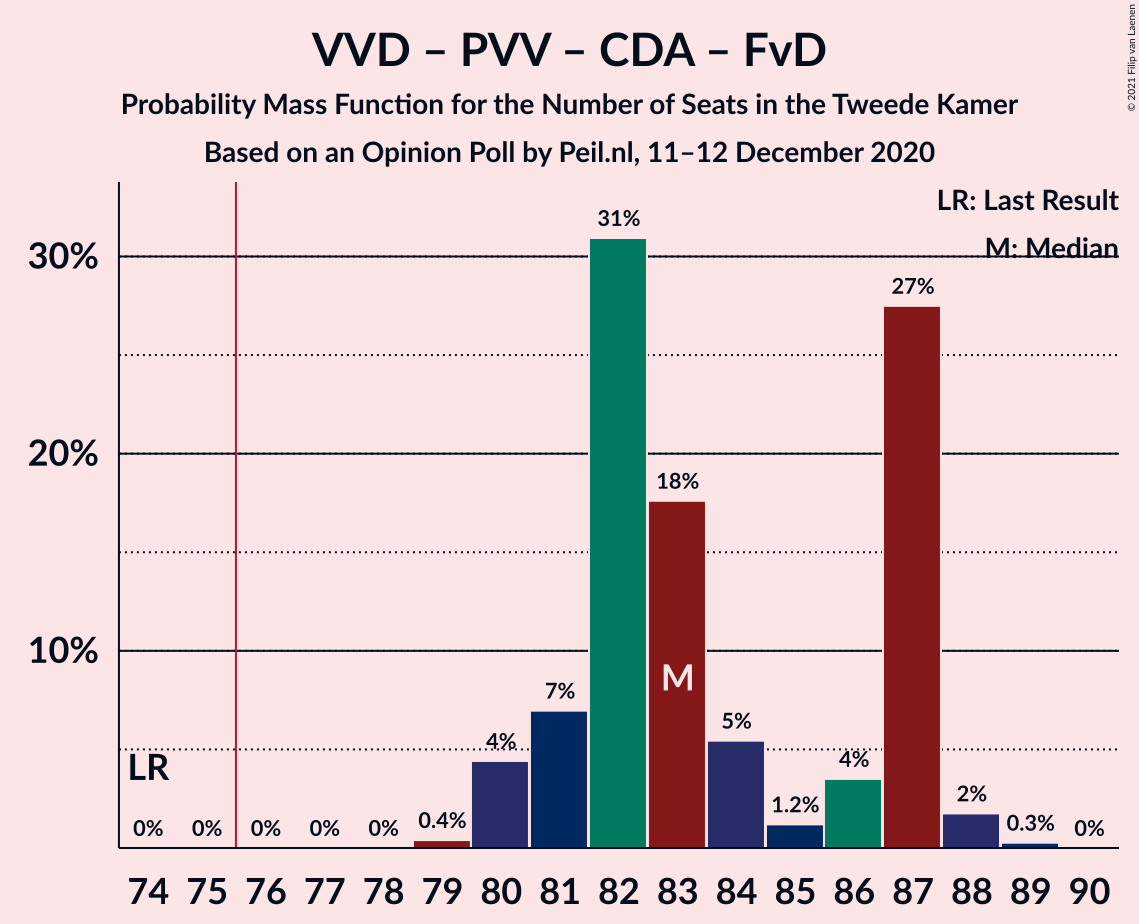 VVD – PVV – CDA – FvD
Probability Mass Function for the Number of Seats in the Tweede Kamer
Based on an Opinion Poll by Peil.nl, 11–12 December 2020
© 2021 Filip van Laenen
LR: Last Result
M: Median
30%
20%
10%
31%
27%
18%
M
7%
5%
4%
4%
LR
2%
1.2%
0.4%
0.3%
0% 0% 0% 0% 0% 0%
74 75 76 77 78 79 80 81 82 83 84 85 86 87 88 89 90